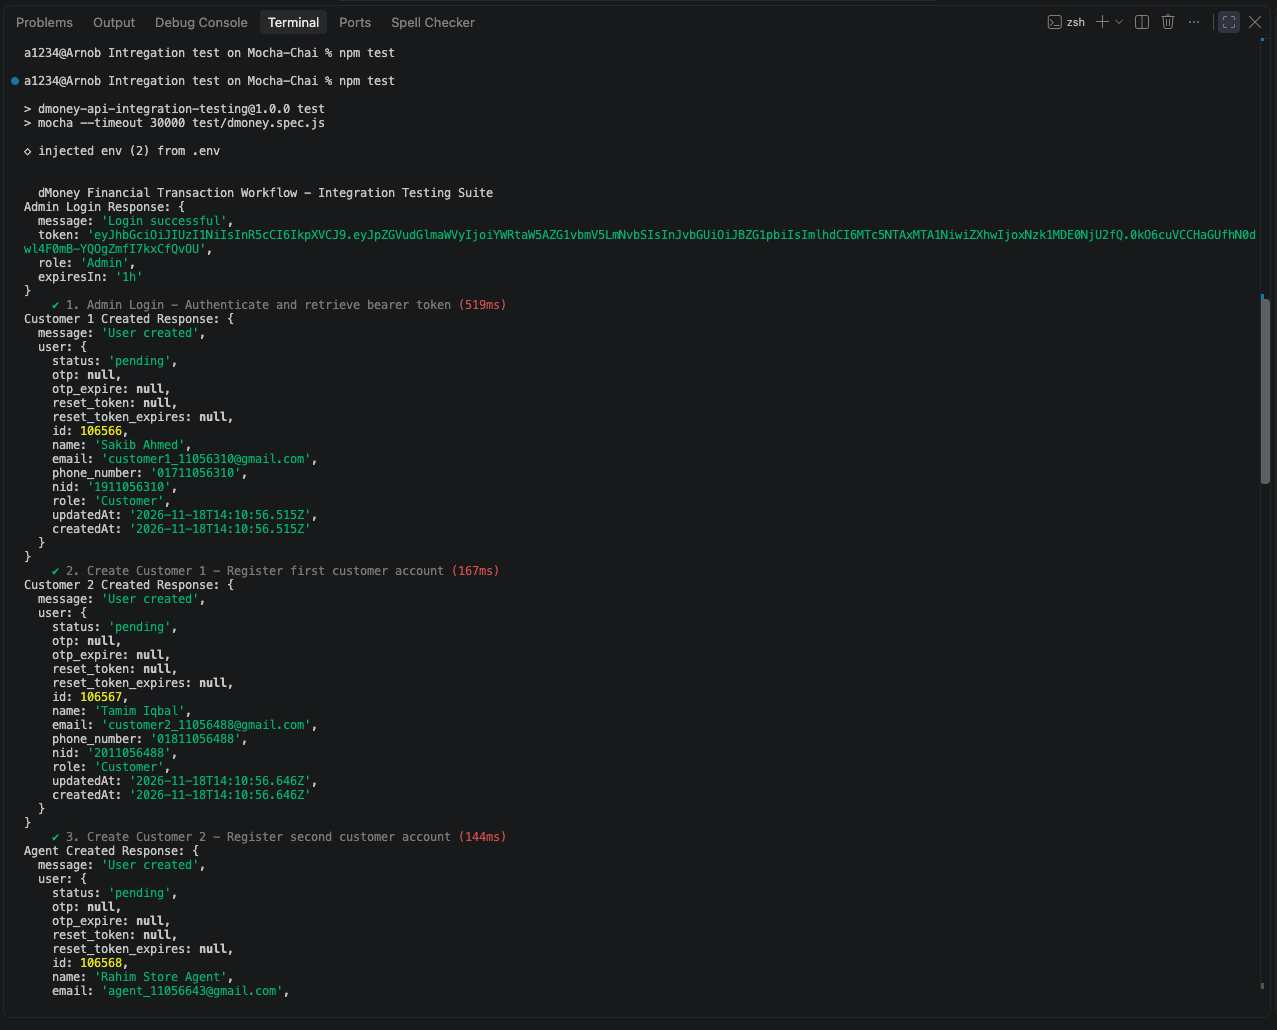 Problems Output Debug Console Terminal Ports Spell Checker zsh
a1234@Arnob Intregation test on Mocha-Chai % npm test
a1234@Arnob Intregation test on Mocha-Chai % npm test
> dmoney-api-integration-testing@1.0.0 test
> mocha --timeout 30000 test/dmoney.spec.js
◇ injected env (2) from .env
dMoney Financial Transaction Workflow - Integration Testing Suite
Admin Login Response: {
message: 'Login successful',
token: 'eyJhbGciOiJIUzI1NiIsInR5cCI6IkpXVCJ9.eyJpZGVudGlmaWVyIjoiYWRtaW5AZG1vbmV5LmNvbSIsInJvbGUiOiJBZG1pbiIsImlhdCI6MTc5NTAxMTA1NiwiZXhwIjoxNzk1MDE0NjU2fQ.0kO6cuVCCHaGUfhN0d
wl4F0mB-YQOgZmfI7kxCfQvOU',
role: 'Admin',
expiresIn: '1h'
}
✔ 1. Admin Login - Authenticate and retrieve bearer token (519ms)
Customer 1 Created Response: {
message: 'User created',
user: {
status: 'pending',
otp: null,
otp_expire: null,
reset_token: null,
reset_token_expires: null,
id: 106566,
name: 'Sakib Ahmed',
email: 'customer1_11056310@gmail.com',
phone_number: '01711056310',
nid: '1911056310',
role: 'Customer',
updatedAt: '2026-11-18T14:10:56.515Z',
createdAt: '2026-11-18T14:10:56.515Z'
}
}
✔ 2. Create Customer 1 - Register first customer account (167ms)
Customer 2 Created Response: {
message: 'User created',
user: {
status: 'pending',
otp: null,
otp_expire: null,
reset_token: null,
reset_token_expires: null,
id: 106567,
name: 'Tamim Iqbal',
email: 'customer2_11056488@gmail.com',
phone_number: '01811056488',
nid: '2011056488',
role: 'Customer',
updatedAt: '2026-11-18T14:10:56.646Z',
createdAt: '2026-11-18T14:10:56.646Z'
}
}
✔ 3. Create Customer 2 - Register second customer account (144ms)
Agent Created Response: {
message: 'User created',
user: {
status: 'pending',
otp: null,
otp_expire: null,
reset_token: null,
reset_token_expires: null,
id: 106568,
name: 'Rahim Store Agent',
email: 'agent_11056643@gmail.com',